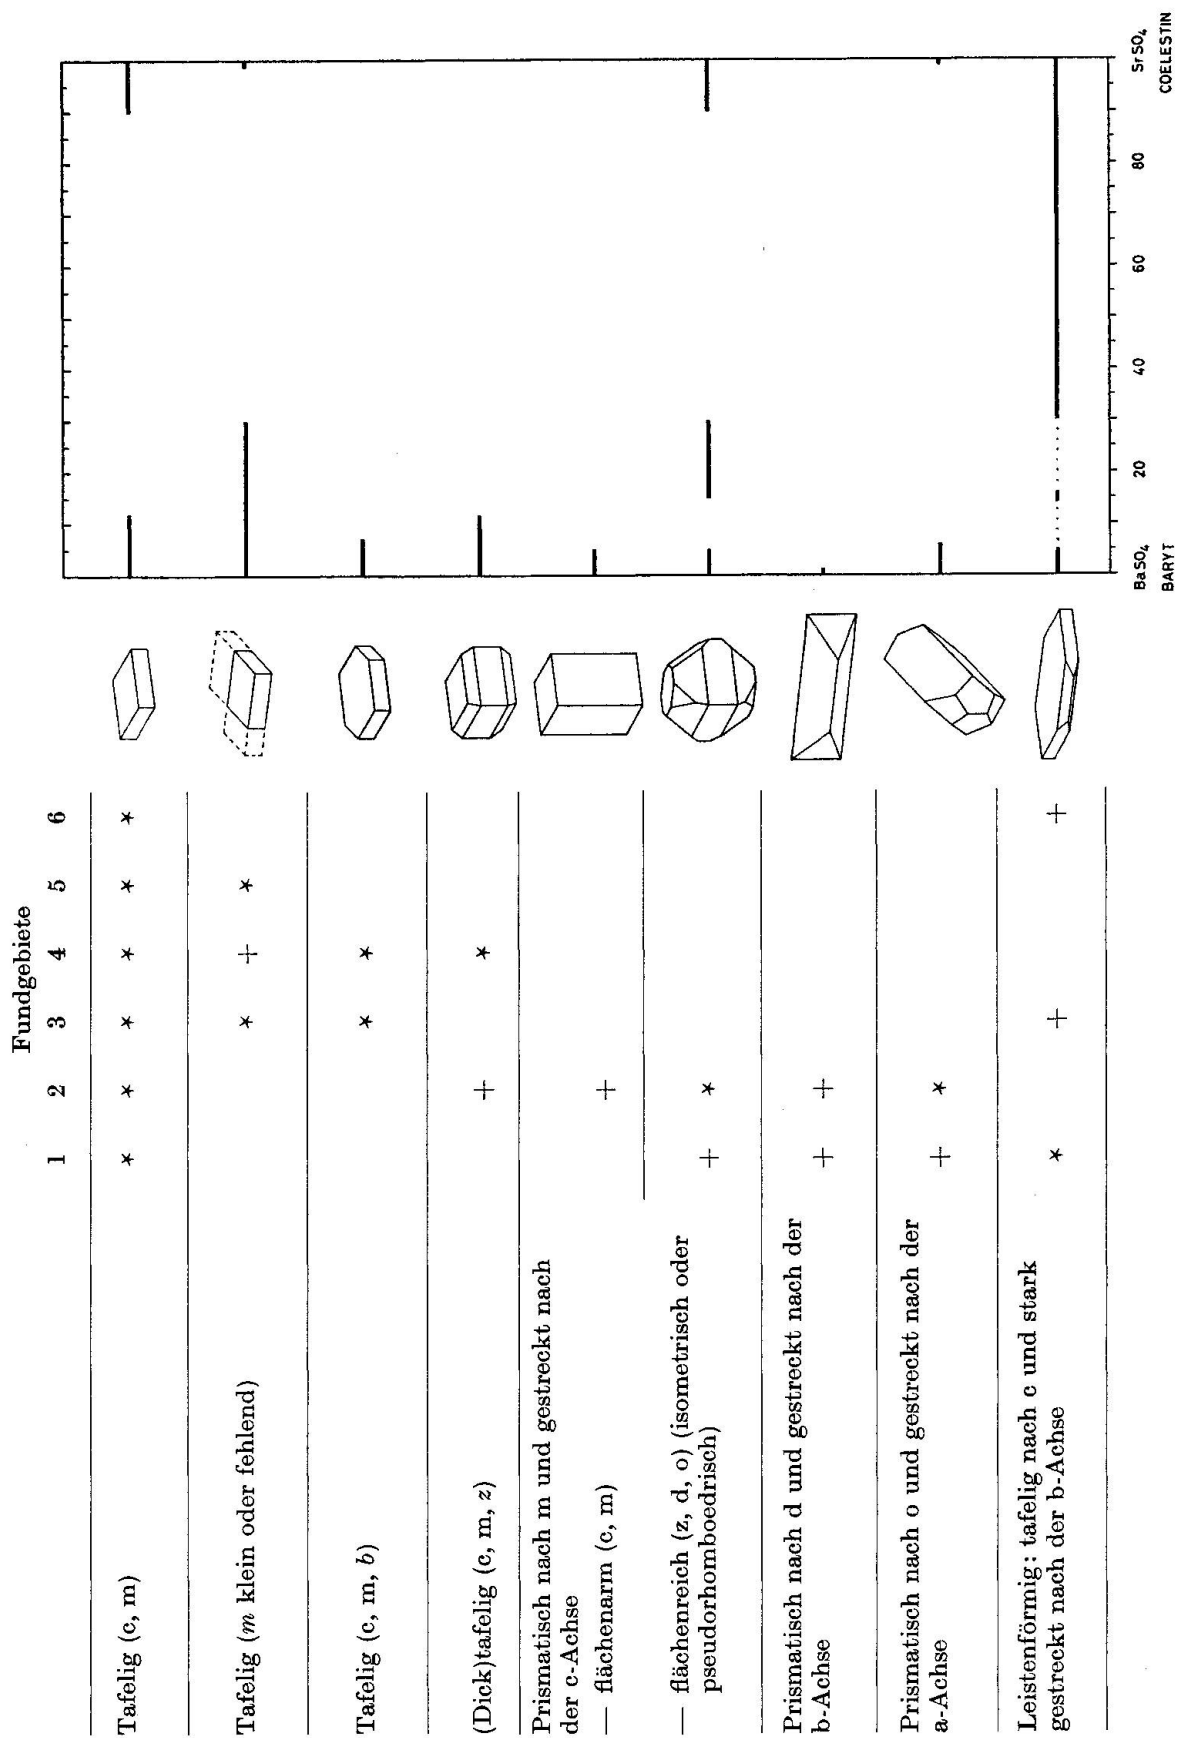 Fundgebiete
1 2 3 4 5 6
Tafelig (c, m) * * * * * *
Tafelig (m klein oder fehlend) * + *
Tafelig (c, m, b) * *
(Dick)tafelig (c, m, z) + *
Prismatisch nach m und gestreckt nach
der c-Achse
— flächenarm (c, m) +
— flächenreich (z, d, o) (isometrisch oder
pseudorhomboedrisch) + *
Prismatisch nach d und gestreckt nach der
b-Achse + +
Prismatisch nach o und gestreckt nach der
a-Achse + *
Leistenförmig: tafelig nach c und stark
gestreckt nach der b-Achse * + +
BaSO4 20 40 60 80 SrSO4
BARYT COELESTIN